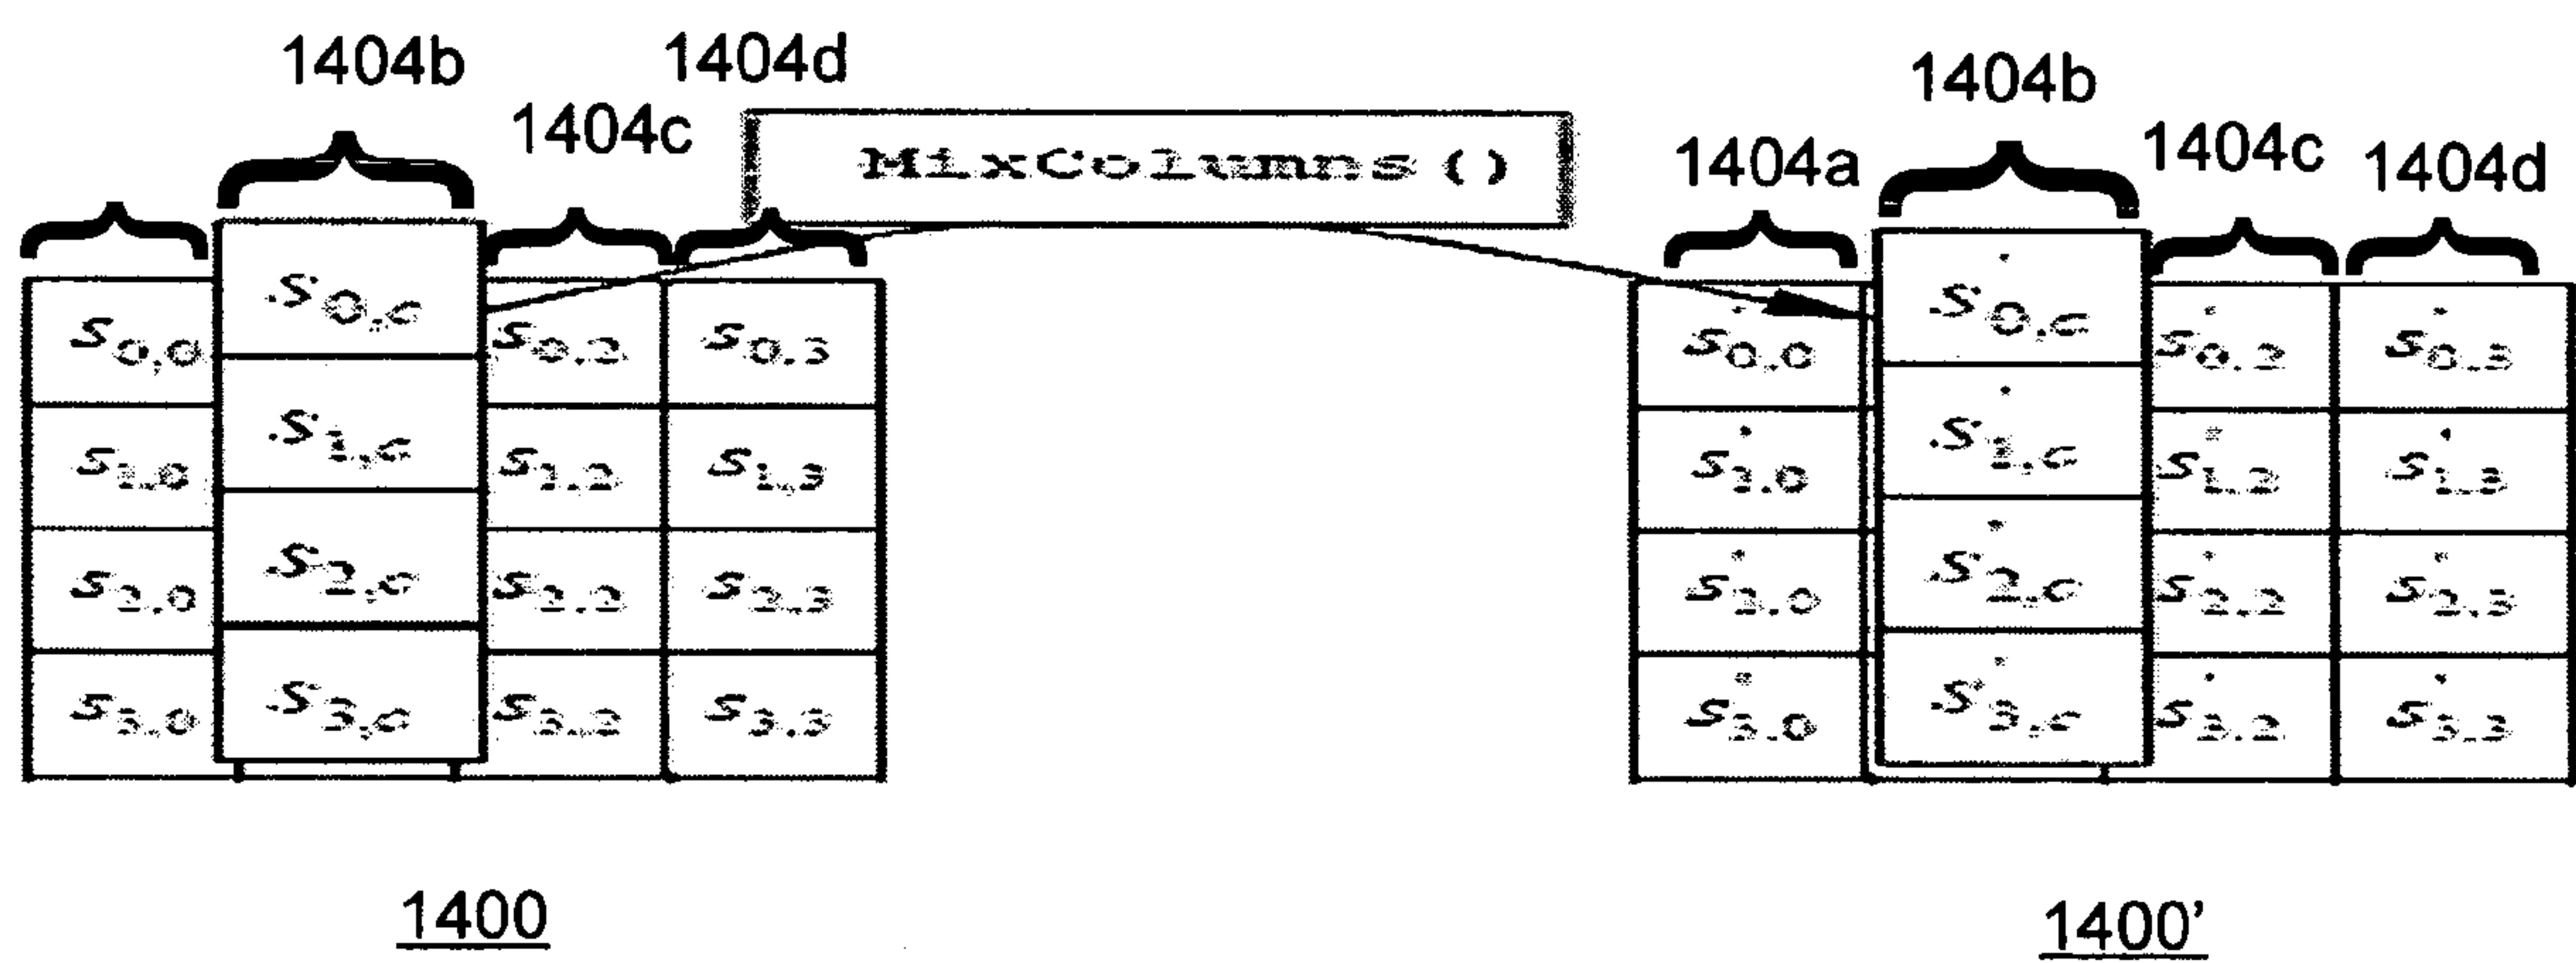 1404b 1404d 1404b
1404c MixColumns() 1404a 1404c 1404d
s0,0 s0,c s0.2 s0.3 s'0.0 s'0,c s'0.2 s'0.3
s1,0 s1,c s1.2 s1,3 s'1.0 s'1,c s'1.2 s'1.3
s2,0 s2,c s2.2 s2.3 s'2.0 s'2,c s'2.2 s'2.3
s3,0 s3,c s3.2 s3.3 s'3.0 s'3,c s'3.2 s'3.3
1400 1400'